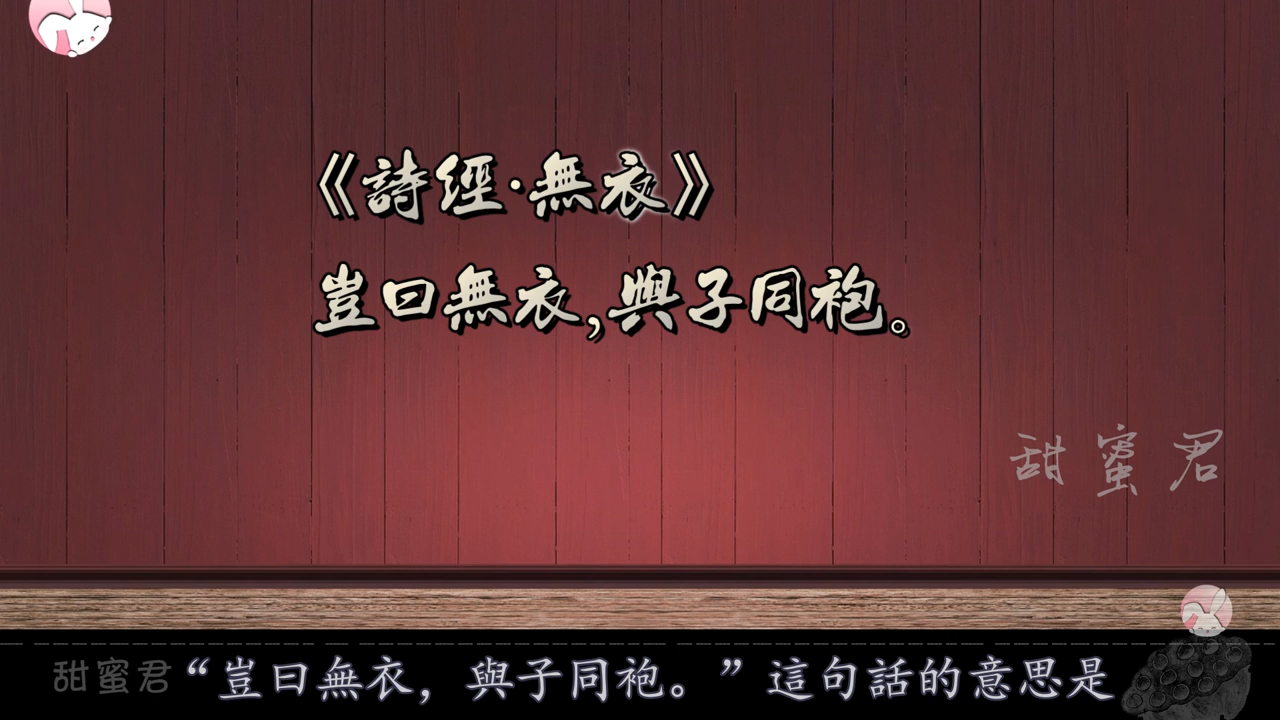 《詩經·無衣》
豈曰無衣,與子同袍。
甜蜜君
甜蜜君
“豈曰無衣，與子同袍。”這句話的意思是